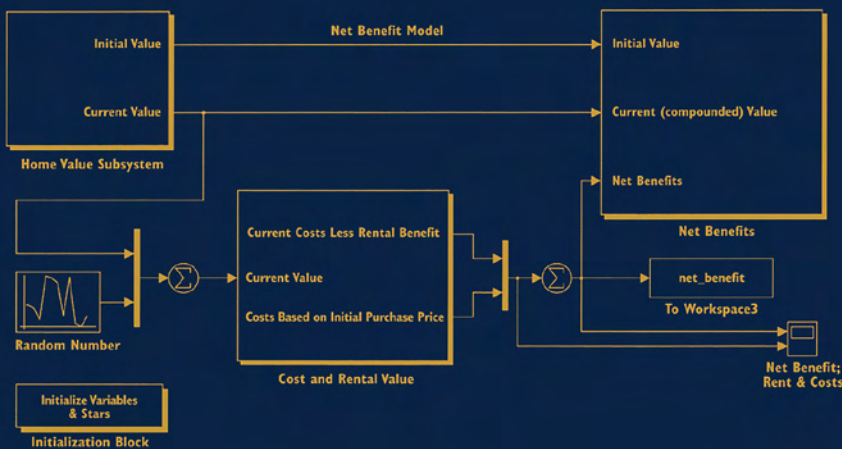 Net Benefit Model
Initial Value
Current Value
Home Value Subsystem
Initial Value
Current (compounded) Value
Net Benefits
Net Benefits
Random Number
Σ
Current Costs Less Rental Benefit
Current Value
Costs Based on Initial Purchase Price
Cost and Rental Value
Σ
net_benefit
To Workspace3
Net Benefit;
Rent & Costs
Initialize Variables
& Stars
Initialization Block